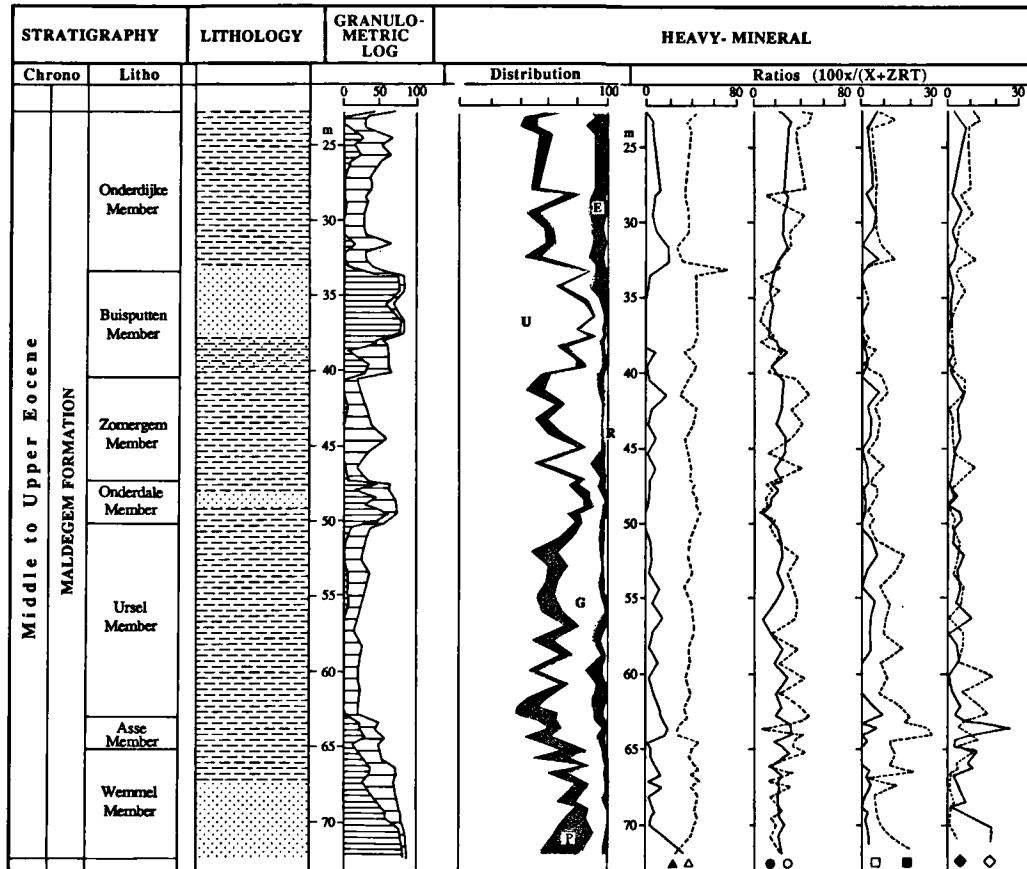 STRATIGRAPHY
LITHOLOGY
GRANULO-
METRIC
LOG
HEAVY- MINERAL
Chrono
Litho
Distribution
Ratios (100x/(X+ZRT)
0 50 100
100
0 80
0 80
0 30
0 30
m
25
30
35
40
45
50
55
60
65
70
m
25
30
35
40
45
50
55
60
65
70
Middle to Upper Eocene
MALDEGEM FORMATION
Onderdijke
Member
Buisputten
Member
Zomergem
Member
Onderdale
Member
Ursel
Member
Asse
Member
Wemmel
Member
E
U
R
G
P